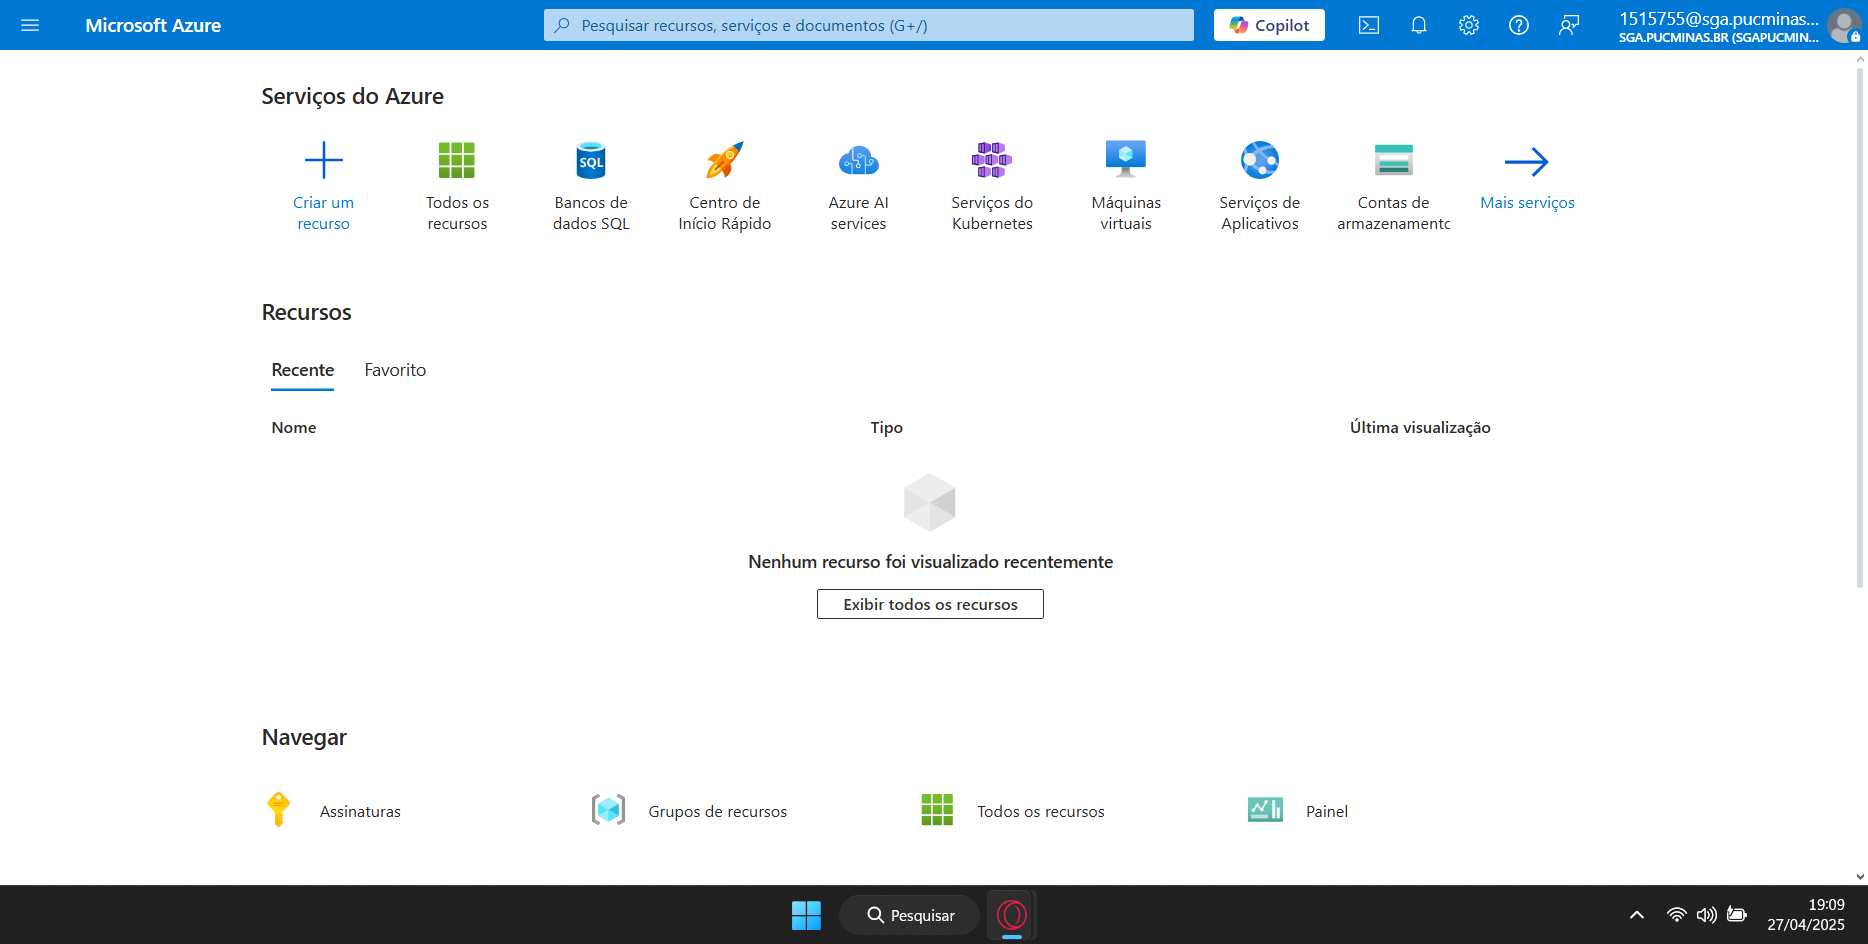 Microsoft Azure
Pesquisar recursos, serviços e documentos (G+/)
Copilot
1515755@sga.pucminas...
SGA.PUCMINAS.BR (SGAPUCMIN...
Serviços do Azure
Criar um
recurso
Todos os
recursos
SQL
Bancos de
dados SQL
Centro de
Início Rápido
Azure AI
services
Serviços do
Kubernetes
Máquinas
virtuais
Serviços de
Aplicativos
Contas de
armazenamento
Mais serviços
Recursos
Recente
Favorito
Nome
Tipo
Última visualização
Nenhum recurso foi visualizado recentemente
Exibir todos os recursos
Navegar
Assinaturas
Grupos de recursos
Todos os recursos
Painel
Pesquisar
19:09
27/04/2025